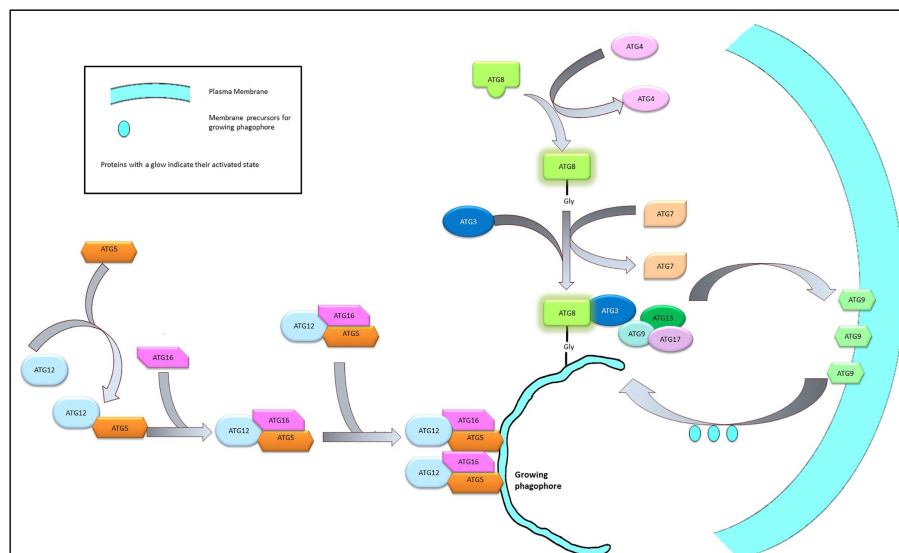 Plasma Membrane
Membrane precursors for
growing phagophore
Proteins with a glow indicate their activated state
ATG8
ATG4
ATG4
ATG8
Gly
ATG3
ATG7
ATG7
ATG8
ATG3
ATG13
ATG9
ATG17
Gly
ATG9
ATG9
ATG9
ATG5
ATG12
ATG16
ATG12
ATG5
ATG16
ATG12
ATG5
ATG16
ATG12
ATG5
ATG16
ATG12
ATG5
ATG16
ATG12
ATG5
Growing
phagophore